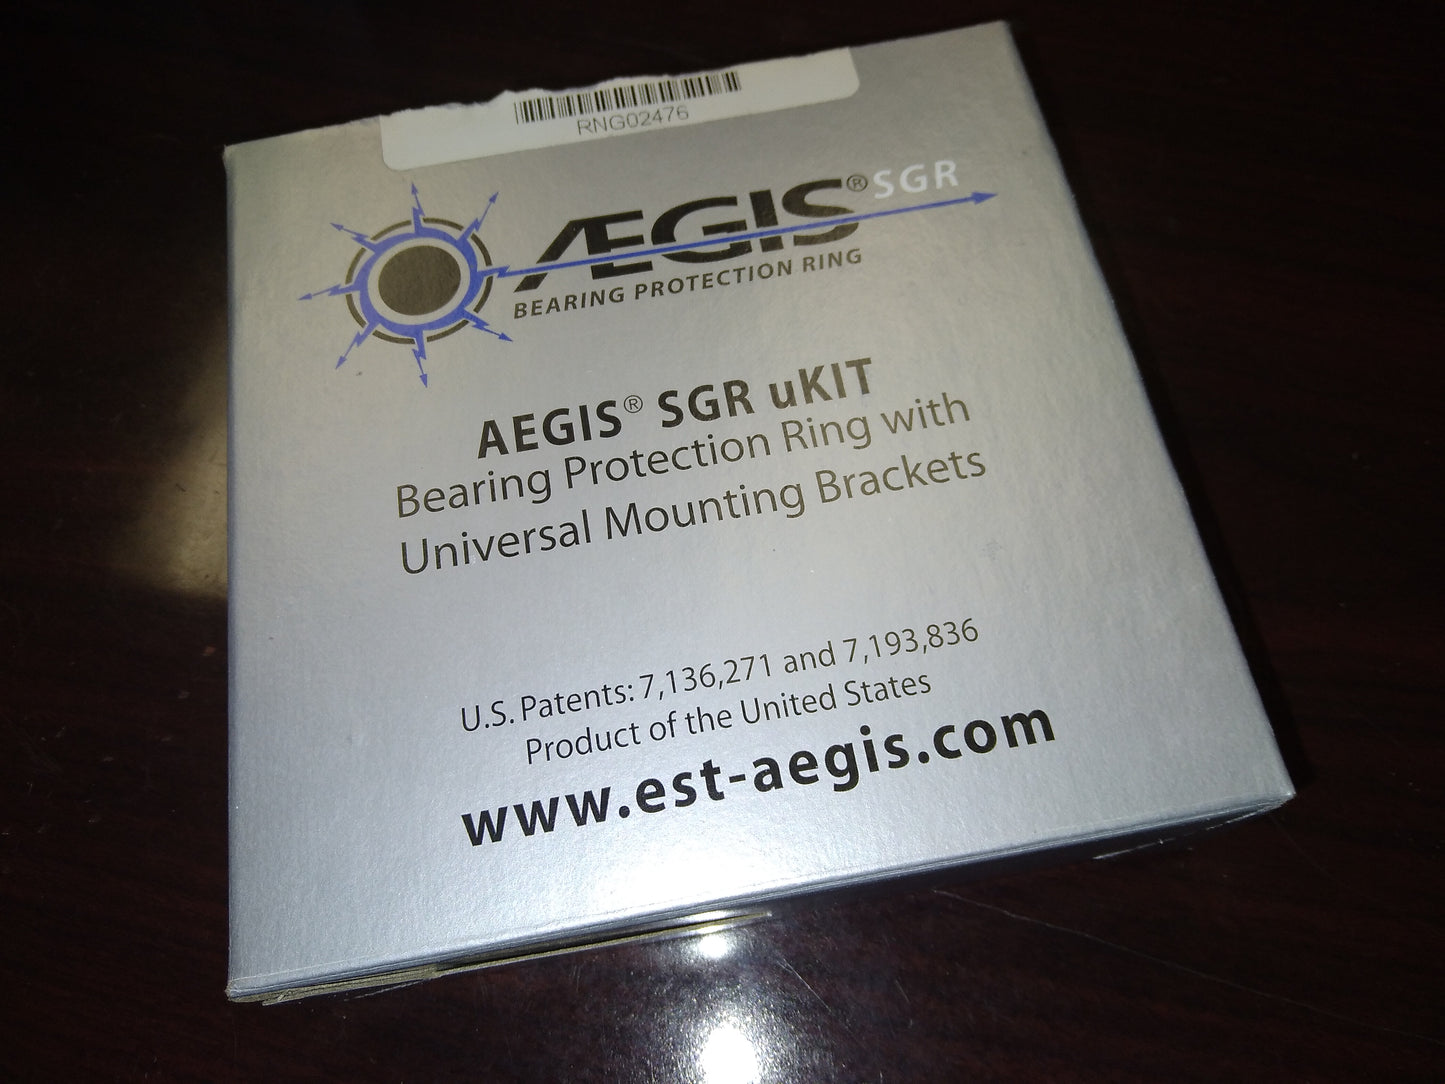 RNG02476
ÆGIS® SGR
BEARING PROTECTION RING
AEGIS® SGR uKIT
Bearing Protection Ring with
Universal Mounting Brackets
U.S. Patents: 7,136,271 and 7,193,836
Product of the United States
www.est-aegis.com